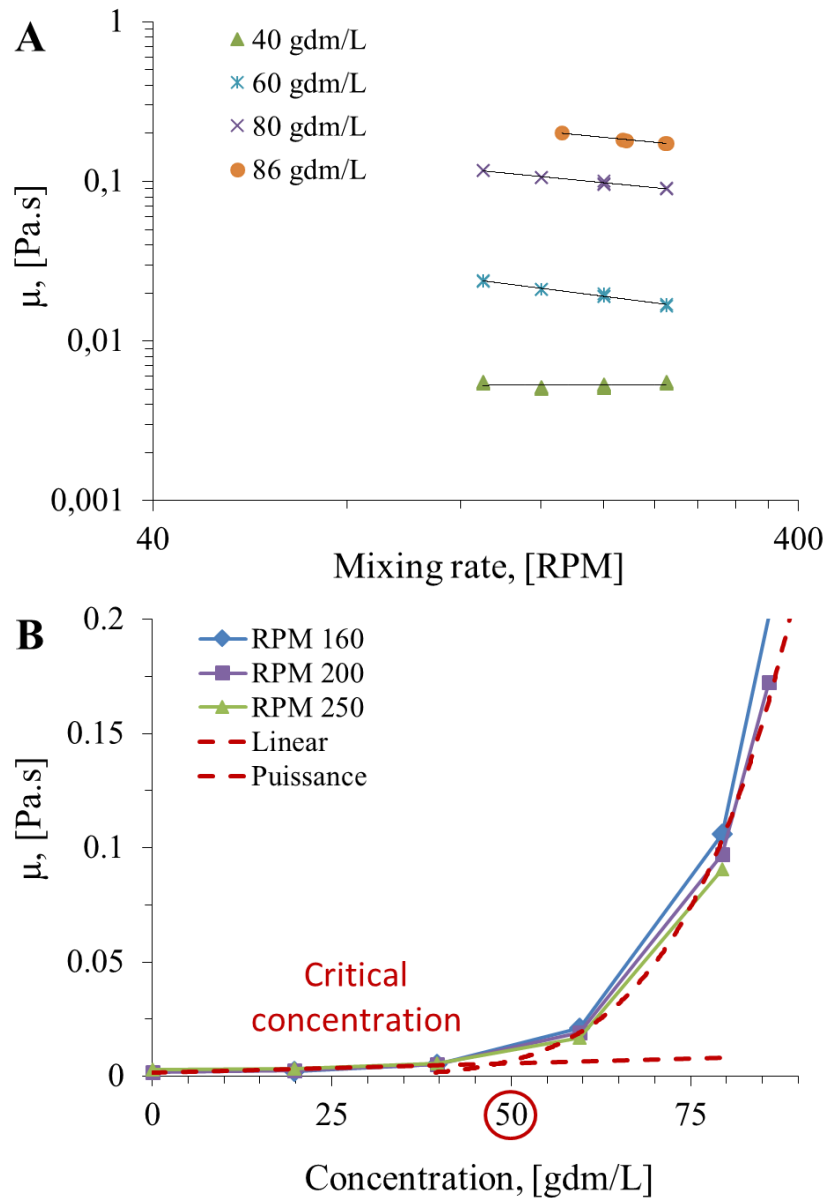 A
1
0,1
0,01
0,001
μ, [Pa.s]
40 gdm/L
60 gdm/L
80 gdm/L
86 gdm/L
40
400
Mixing rate, [RPM]
B
0.2
0.15
0.1
0.05
0
μ, [Pa.s]
RPM 160
RPM 200
RPM 250
Linear
Puissance
Critical
concentration
0
25
50
75
Concentration, [gdm/L]